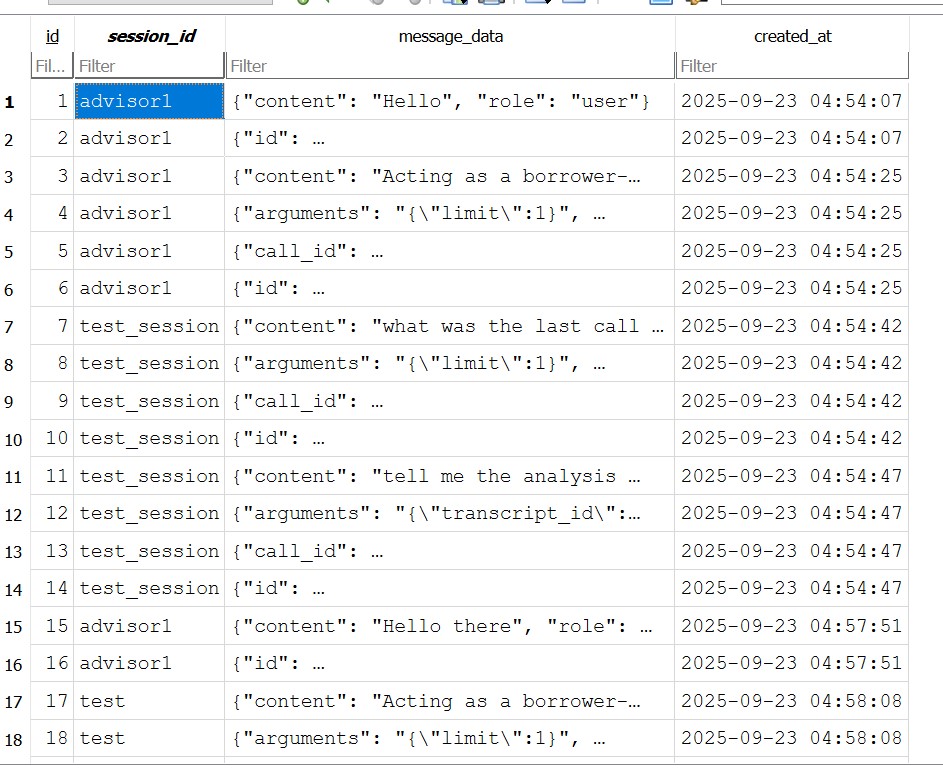 id session_id message_data created_at
Fil... Filter Filter Filter
1 1 advisor1 {"content": "Hello", "role": "user"} 2025-09-23 04:54:07
2 2 advisor1 {"id": … 2025-09-23 04:54:07
3 3 advisor1 {"content": "Acting as a borrower-… 2025-09-23 04:54:25
4 4 advisor1 {"arguments": "{\"limit\":1}", … 2025-09-23 04:54:25
5 5 advisor1 {"call_id": … 2025-09-23 04:54:25
6 6 advisor1 {"id": … 2025-09-23 04:54:25
7 7 test_session {"content": "what was the last call … 2025-09-23 04:54:42
8 8 test_session {"arguments": "{\"limit\":1}", … 2025-09-23 04:54:42
9 9 test_session {"call_id": … 2025-09-23 04:54:42
10 10 test_session {"id": … 2025-09-23 04:54:42
11 11 test_session {"content": "tell me the analysis … 2025-09-23 04:54:47
12 12 test_session {"arguments": "{\"transcript_id\":… 2025-09-23 04:54:47
13 13 test_session {"call_id": … 2025-09-23 04:54:47
14 14 test_session {"id": … 2025-09-23 04:54:47
15 15 advisor1 {"content": "Hello there", "role": … 2025-09-23 04:57:51
16 16 advisor1 {"id": … 2025-09-23 04:57:51
17 17 test {"content": "Acting as a borrower-… 2025-09-23 04:58:08
18 18 test {"arguments": "{\"limit\":1}", … 2025-09-23 04:58:08